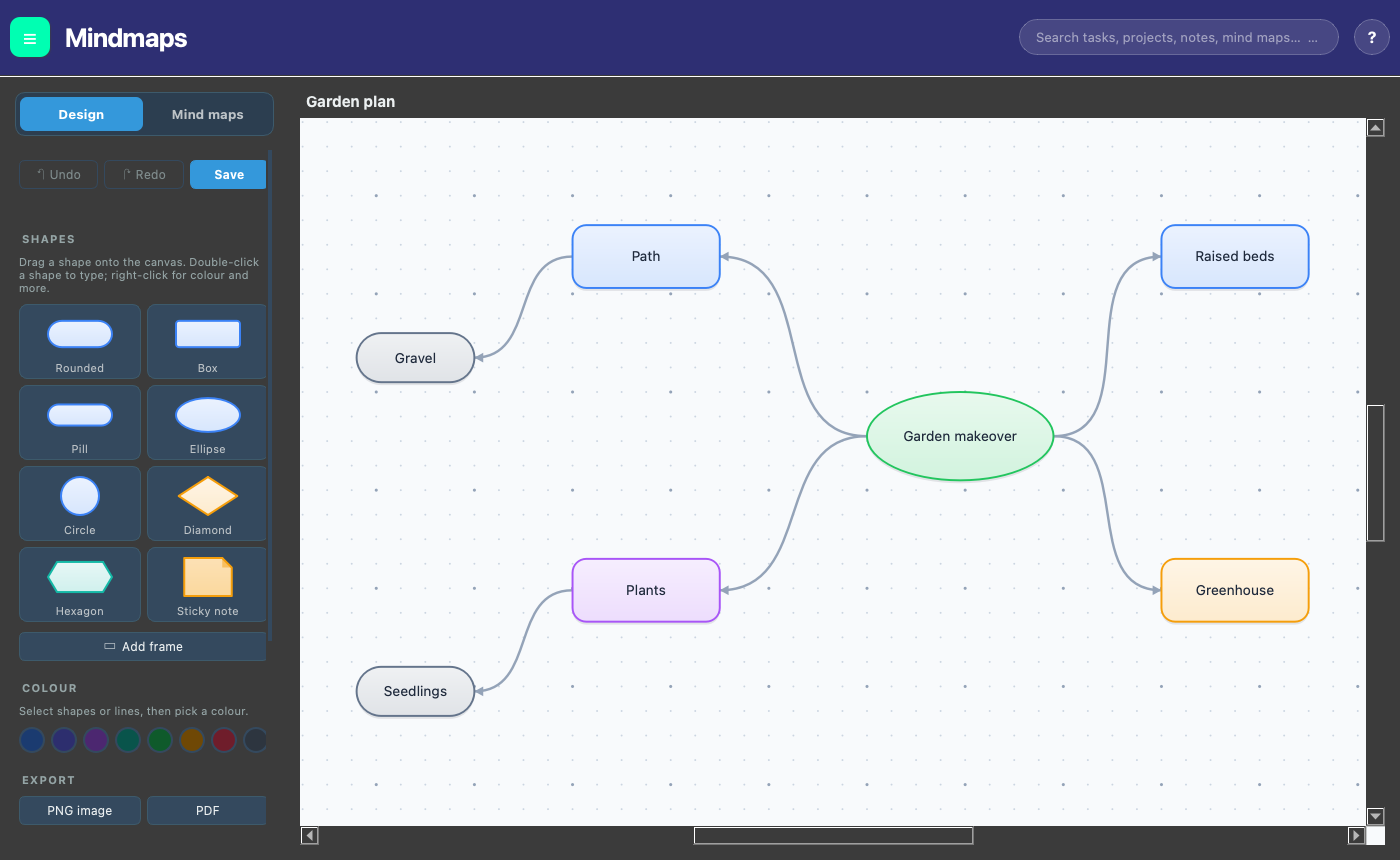 Mindmaps
Search tasks, projects, notes, mind maps... ...
?
Design
Mind maps
Undo
Redo
Save
SHAPES
Drag a shape onto the canvas. Double-click
a shape to type; right-click for colour and
more.
Rounded
Box
Pill
Ellipse
Circle
Diamond
Hexagon
Sticky note
Add frame
COLOUR
Select shapes or lines, then pick a colour.
EXPORT
PNG image
PDF
Garden plan
Path
Raised beds
Gravel
Garden makeover
Plants
Greenhouse
Seedlings